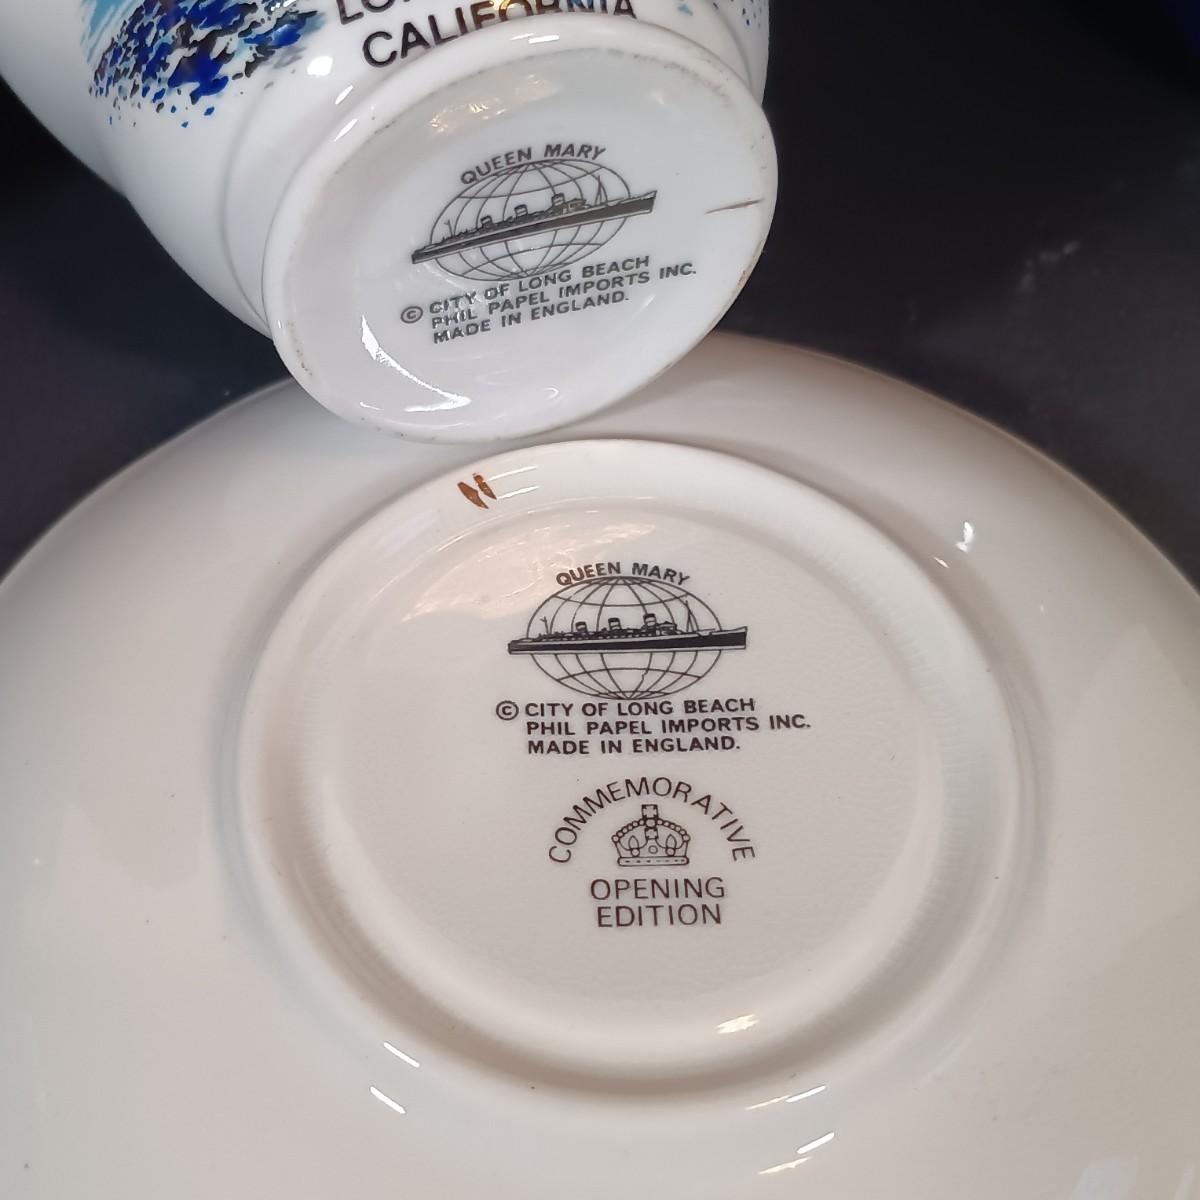 CALIFORNIA
QUEEN MARY
© CITY OF LONG BEACH
PHIL PAPEL IMPORTS INC.
MADE IN ENGLAND.
QUEEN MARY
© CITY OF LONG BEACH
PHIL PAPEL IMPORTS INC.
MADE IN ENGLAND.
COMMEMORATIVE
OPENING
EDITION